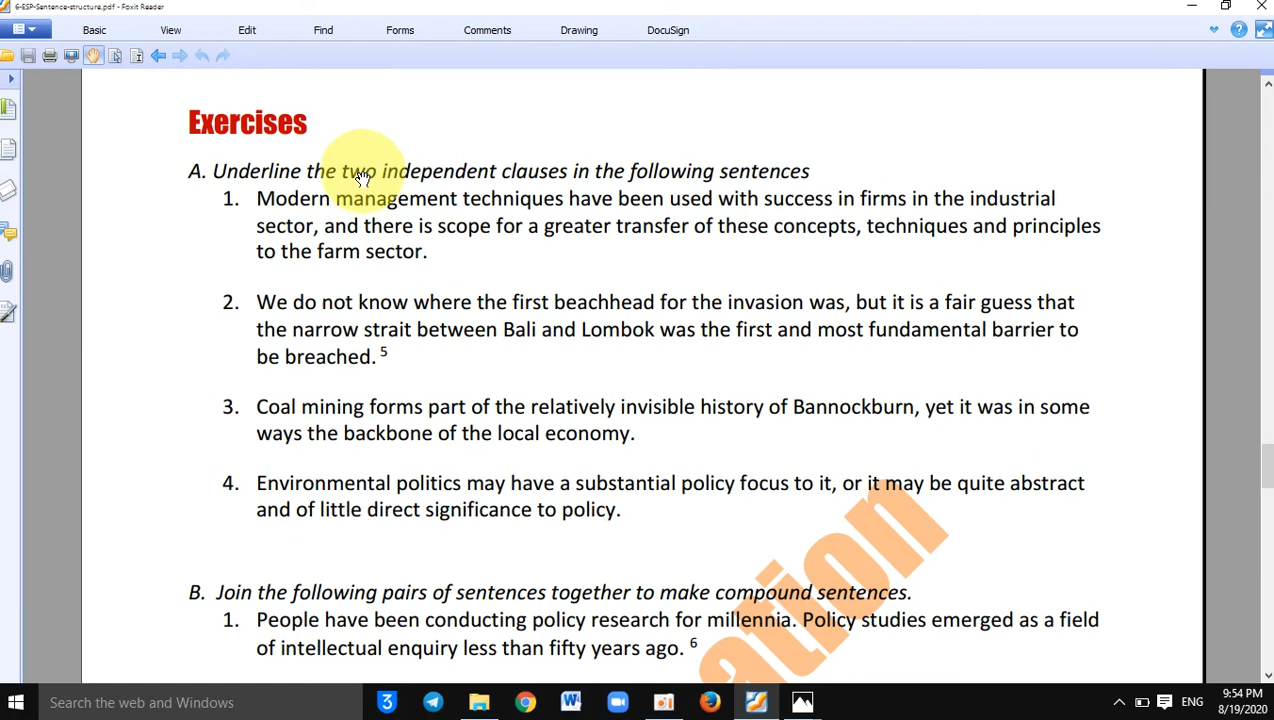 6-ESP-Sentence-structure.pdf - Foxit Reader
Basic View Edit Find Forms Comments Drawing DocuSign
Exercises
A. Underline the two independent clauses in the following sentences
1. Modern management techniques have been used with success in firms in the industrial
sector, and there is scope for a greater transfer of these concepts, techniques and principles
to the farm sector.
2. We do not know where the first beachhead for the invasion was, but it is a fair guess that
the narrow strait between Bali and Lombok was the first and most fundamental barrier to
be breached. 5
3. Coal mining forms part of the relatively invisible history of Bannockburn, yet it was in some
ways the backbone of the local economy.
4. Environmental politics may have a substantial policy focus to it, or it may be quite abstract
and of little direct significance to policy.
B. Join the following pairs of sentences together to make compound sentences.
1. People have been conducting policy research for millennia. Policy studies emerged as a field
of intellectual enquiry less than fifty years ago. 6
ation
Search the web and Windows
ENG
9:54 PM
8/19/2020